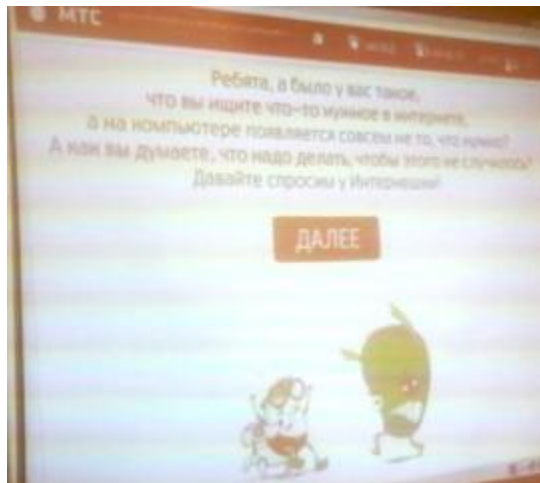 МТС
Ребята, а было у вас такое,
что вы ищите что-то нужное в интернете,
а на компьютере появляется совсем не то, что нужно?
А как вы думаете, что надо делать, чтобы этого не случилось?
Давайте спросим у Интернешки!
ДАЛЕЕ